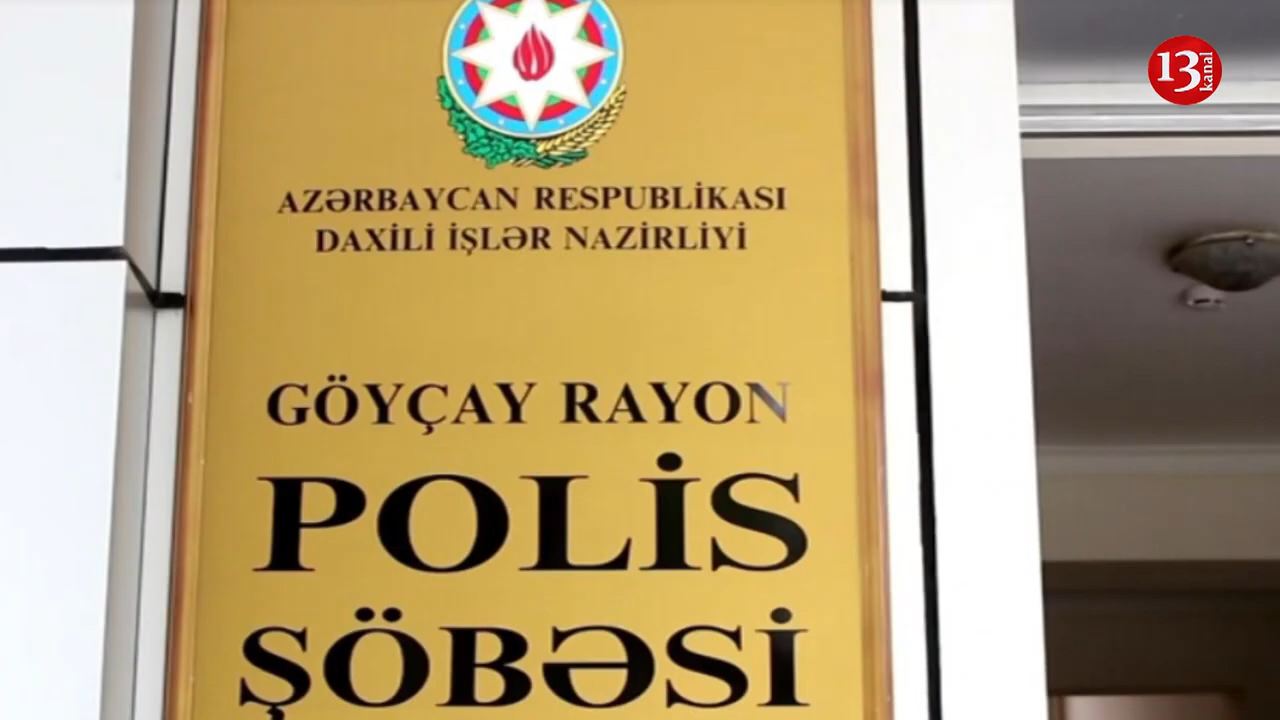 13 kanal
AZƏRBAYCAN RESPUBLİKASI
DAXİLİ İŞLƏR NAZİRLİYİ
GÖYÇAY RAYON
POLİS
ŞÖBƏSİ